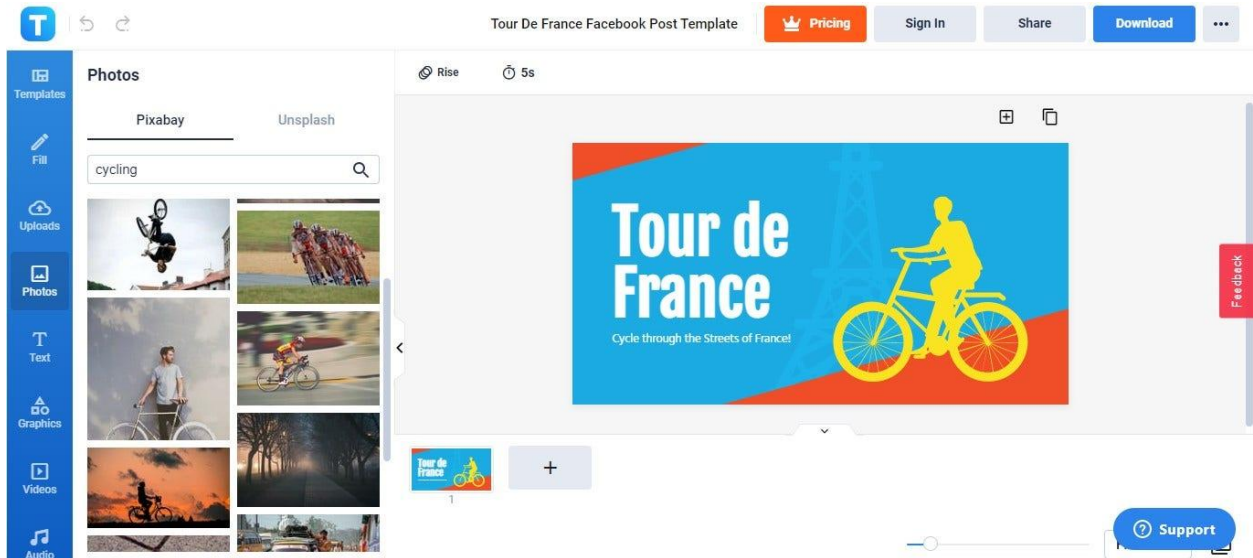 T
Tour De France Facebook Post Template
Pricing
Sign In
Share
Download
Templates
Fill
Uploads
Photos
Text
Graphics
Videos
Audio
Photos
Pixabay
Unsplash
cycling
Rise
5s
Tour de
France
Cycle through the Streets of France!
Feedback
Tour de
France
1
Support